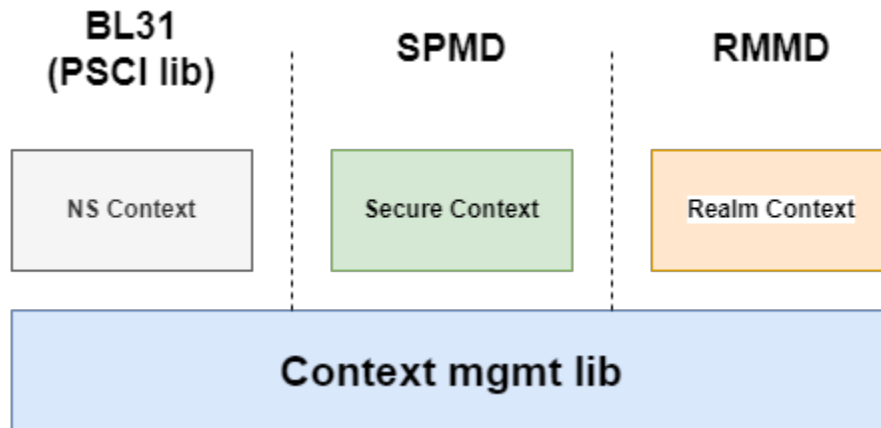 BL31
(PSCI lib)
SPMD
RMMD
NS Context
Secure Context
Realm Context
Context mgmt lib